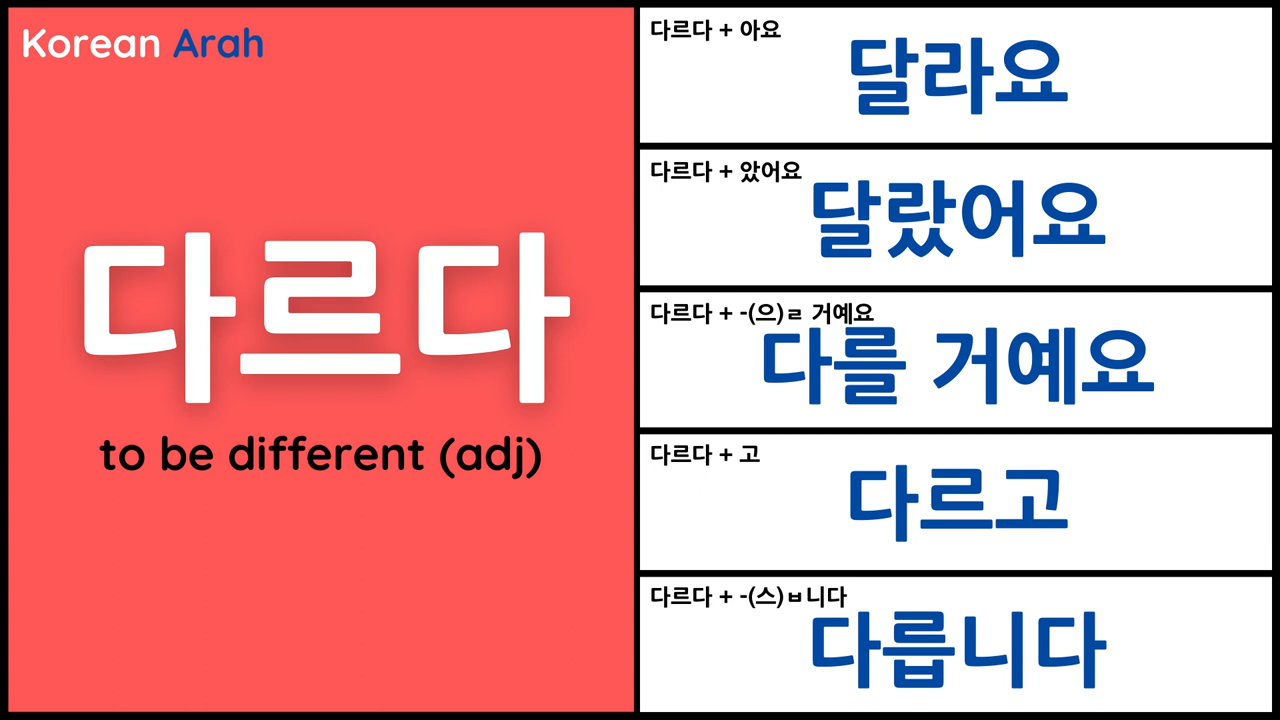 Korean Arah
다르다
to be different (adj)
다르다 + 아요
달라요
다르다 + 았어요
달랐어요
다르다 + -(으)ㄹ 거예요
다를 거예요
다르다 + 고
다르고
다르다 + -(스)ㅂ니다
다릅니다